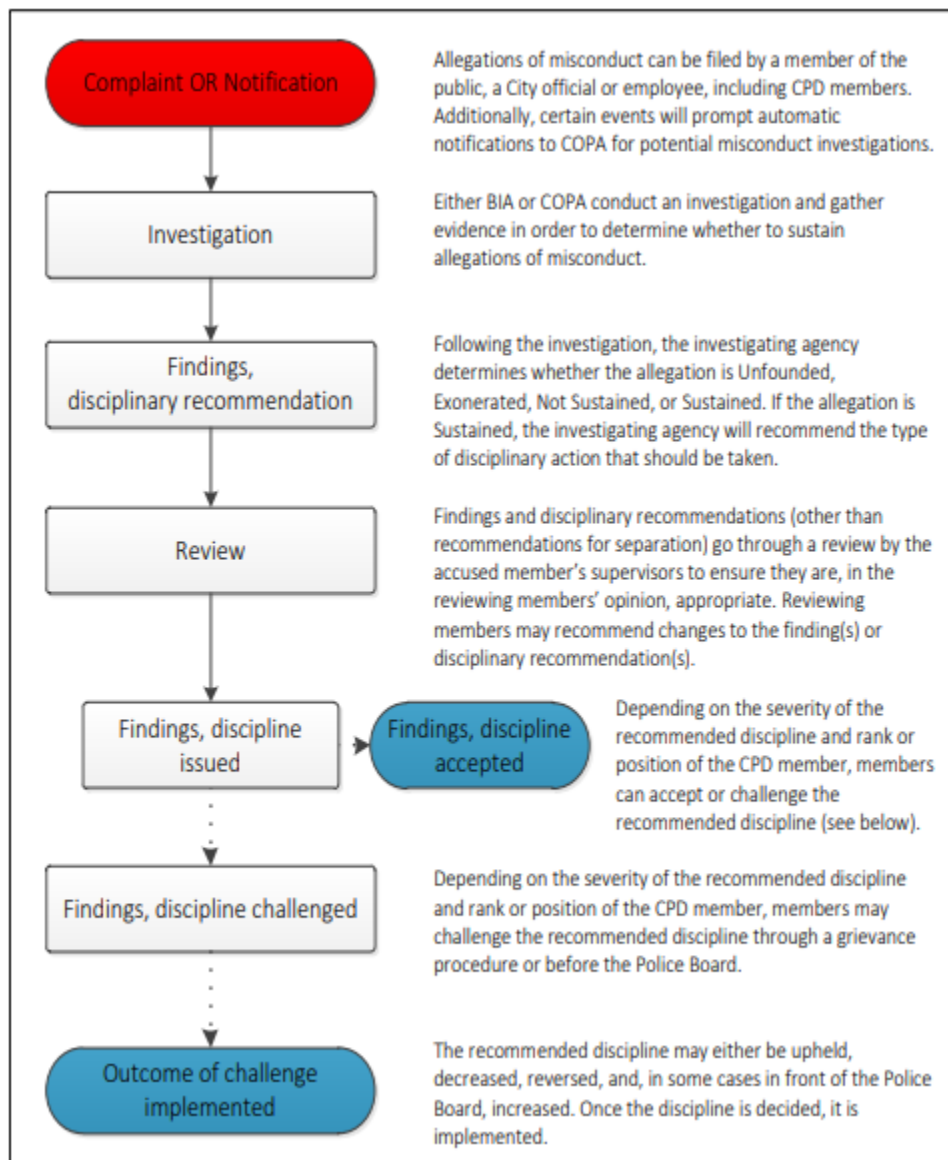 Complaint OR Notification
Allegations of misconduct can be filed by a member of the
public, a City official or employee, including CPD members.
Additionally, certain events will prompt automatic
notifications to COPA for potential misconduct investigations.
Investigation
Either BIA or COPA conduct an investigation and gather
evidence in order to determine whether to sustain
allegations of misconduct.
Findings,
disciplinary recommendation
Following the investigation, the investigating agency
determines whether the allegation is Unfounded,
Exonerated, Not Sustained, or Sustained. If the allegation is
Sustained, the investigating agency will recommend the type
of disciplinary action that should be taken.
Review
Findings and disciplinary recommendations (other than
recommendations for separation) go through a review by the
accused member's supervisors to ensure they are, in the
reviewing members' opinion, appropriate. Reviewing
members may recommend changes to the finding(s) or
disciplinary recommendation(s).
Findings, discipline
issued
Findings, discipline
accepted
Depending on the severity of the
recommended discipline and rank or
position of the CPD member, members
can accept or challenge the
recommended discipline (see below).
Findings, discipline challenged
Depending on the severity of the recommended discipline
and rank or position of the CPD member, members may
challenge the recommended discipline through a grievance
procedure or before the Police Board.
Outcome of challenge
implemented
The recommended discipline may either be upheld,
decreased, reversed, and, in some cases in front of the Police
Board, increased. Once the discipline is decided, it is
implemented.